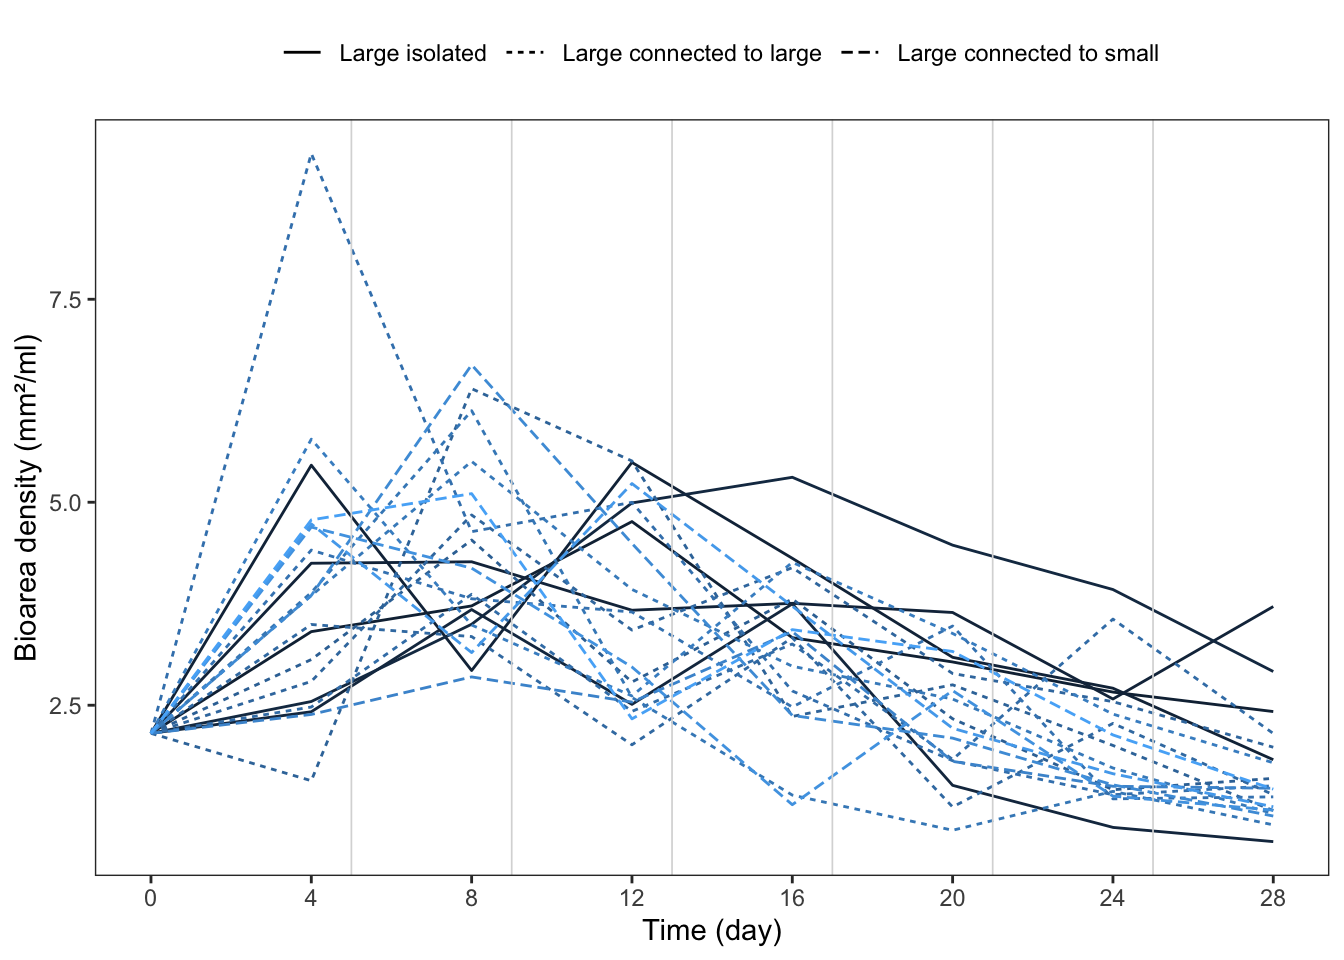 Large isolated Large connected to large Large connected to small
Bioarea density (mm²/ml)
7.5
5.0
2.5
0 4 8 12 16 20 24 28
Time (day)